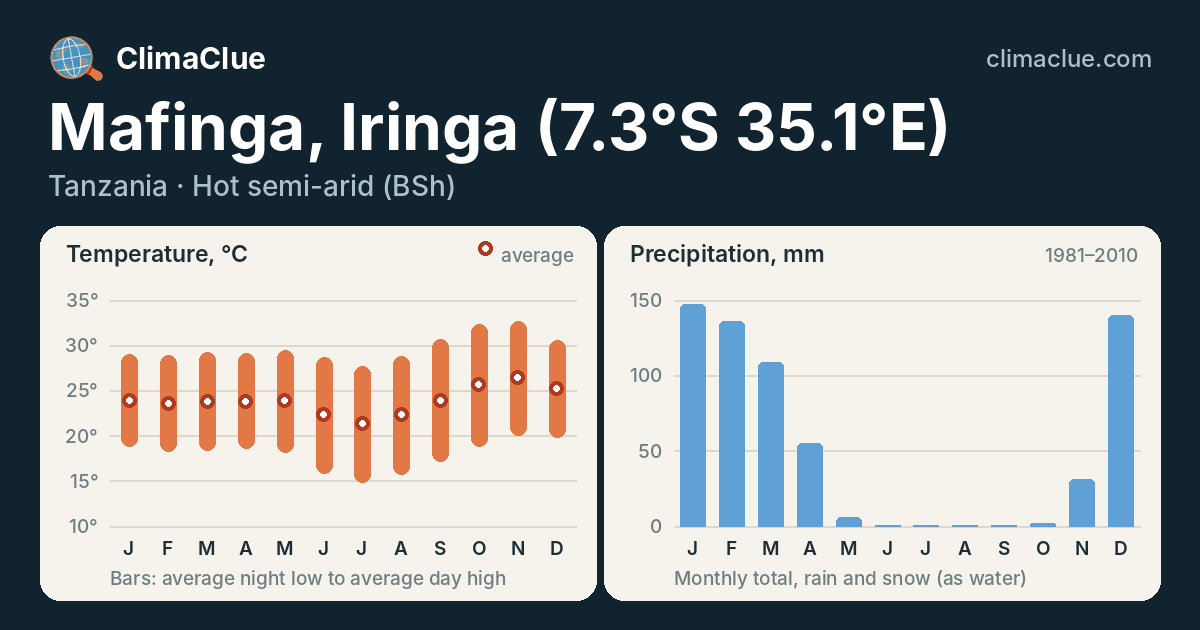 ClimaClue
climaclue.com
Mafinga, Iringa (7.3°S 35.1°E)
Tanzania · Hot semi-arid (BSh)
Temperature, °C
average
35°
30°
25°
20°
15°
10°
J F M A M J J A S O N D
Bars: average night low to average day high
Precipitation, mm
1981–2010
150
100
50
0
J F M A M J J A S O N D
Monthly total, rain and snow (as water)